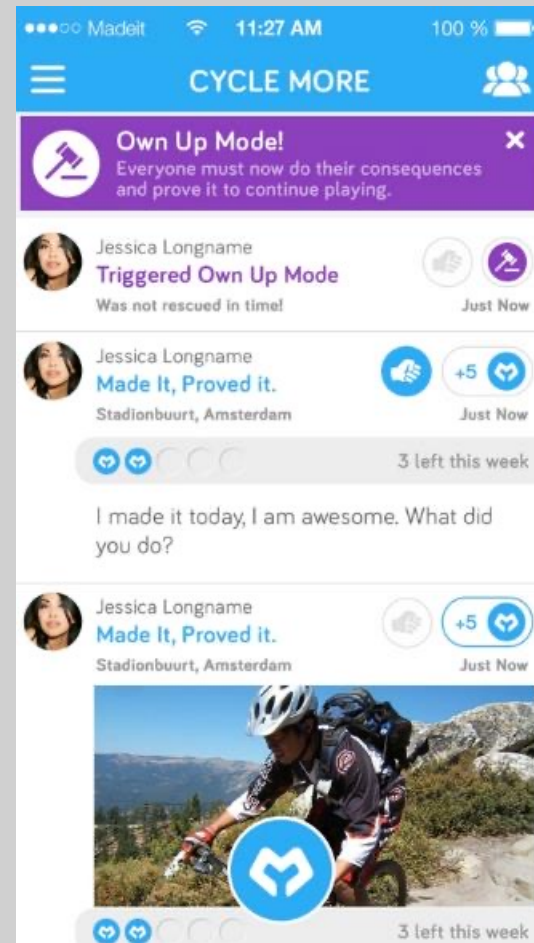 Madeit 11:27 AM 100 %
CYCLE MORE
Own Up Mode!
Everyone must now do their consequences
and prove it to continue playing.
Jessica Longname
Triggered Own Up Mode
Was not rescued in time! Just Now
Jessica Longname
Made It, Proved it. +5
Stadionbuurt, Amsterdam Just Now
3 left this week
I made it today, I am awesome. What did
you do?
Jessica Longname
Made It, Proved it. +5
Stadionbuurt, Amsterdam Just Now
3 left this week